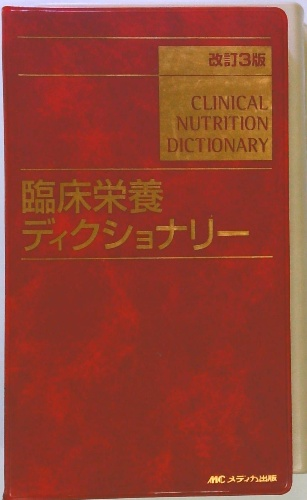 改訂3版
CLINICAL
NUTRITION
DICTIONARY
臨床栄養
ディクショナリー
MC メディカ出版